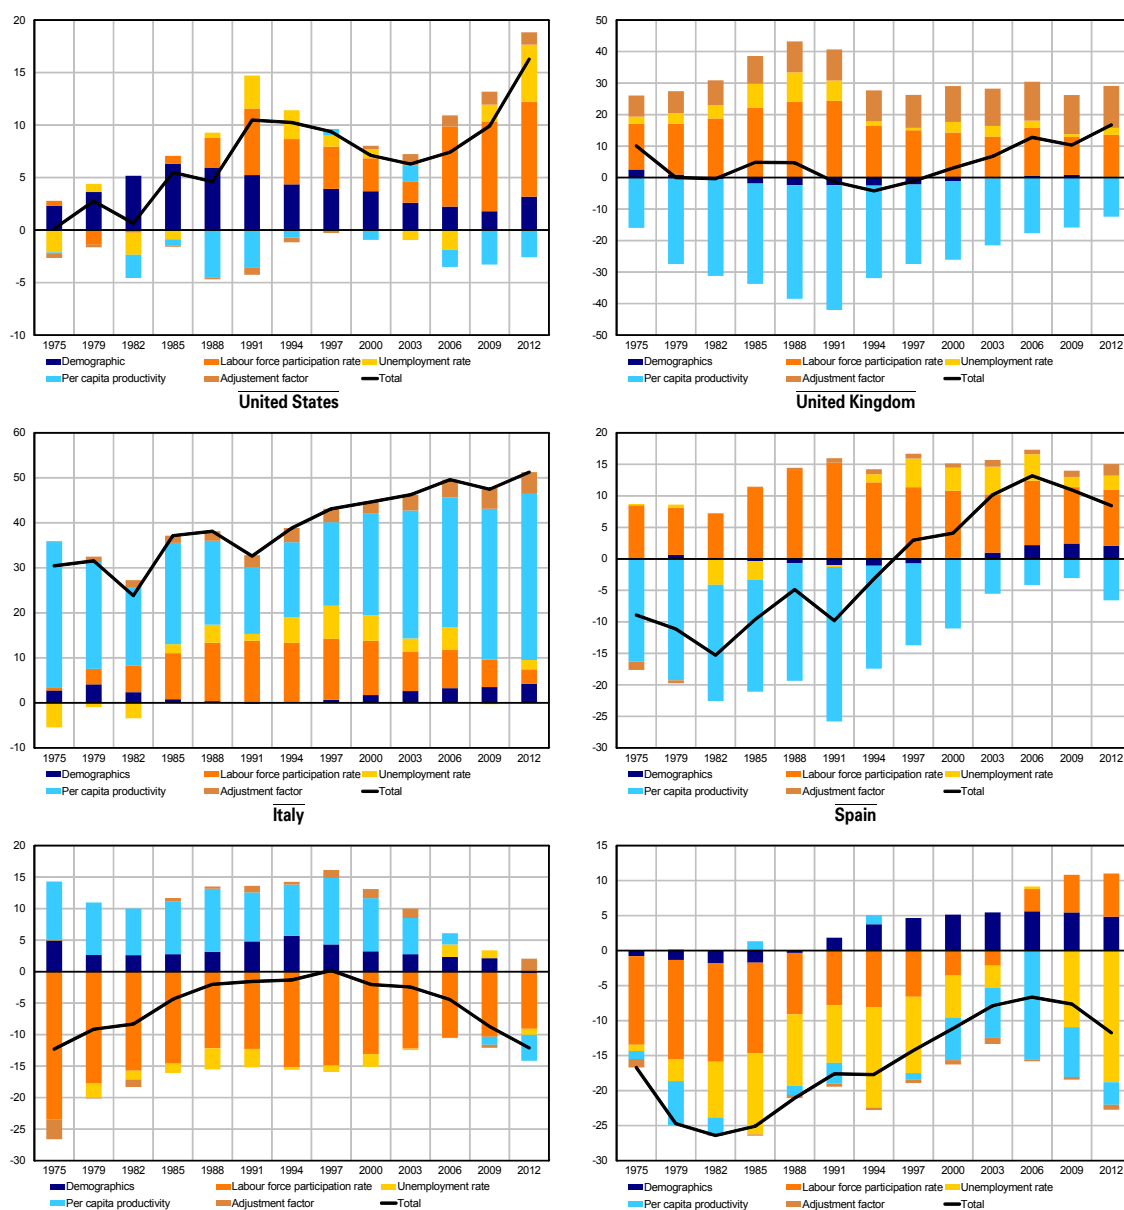 20
15
10
5
0
-5
-10
1975 1979 1982 1985 1988 1991 1994 1997 2000 2003 2006 2009 2012
Demographic Labour force participation rate Unemployment rate
Per capita productivity Adjustement factor Total
50
40
30
20
10
0
-10
-20
-30
-40
-50
1975 1979 1982 1985 1988 1991 1994 1997 2000 2003 2006 2009 2012
Demographics Labour force participation rate Unemployment rate
Per capita productivity Adjustment factor Total
United States United Kingdom
60
50
40
30
20
10
0
-10
1975 1979 1982 1985 1988 1991 1994 1997 2000 2003 2006 2009 2012
Demographics Labour force participation rate Unemployment rate
Per capita productivity Adjustment factor Total
20
15
10
5
0
-5
-10
-15
-20
-25
-30
1975 1979 1982 1985 1988 1991 1994 1997 2000 2003 2006 2009 2012
Demographics Labour force participation rate Unemployment rate
Per capita productivity Adjustment factor Total
Italy Spain
20
15
10
5
0
-5
-10
-15
-20
-25
-30
1975 1979 1982 1985 1988 1991 1994 1997 2000 2003 2006 2009 2012
Demographics Labour force participation rate Unemployment rate
Per capita productivity Adjustment factor Total
15
10
5
0
-5
-10
-15
-20
-25
-30
1975 1979 1982 1985 1988 1991 1994 1997 2000 2003 2006 2009 2012
Demographics Labour force participation rate Unemployment rate
Per capita productivity Adjustment factor Total